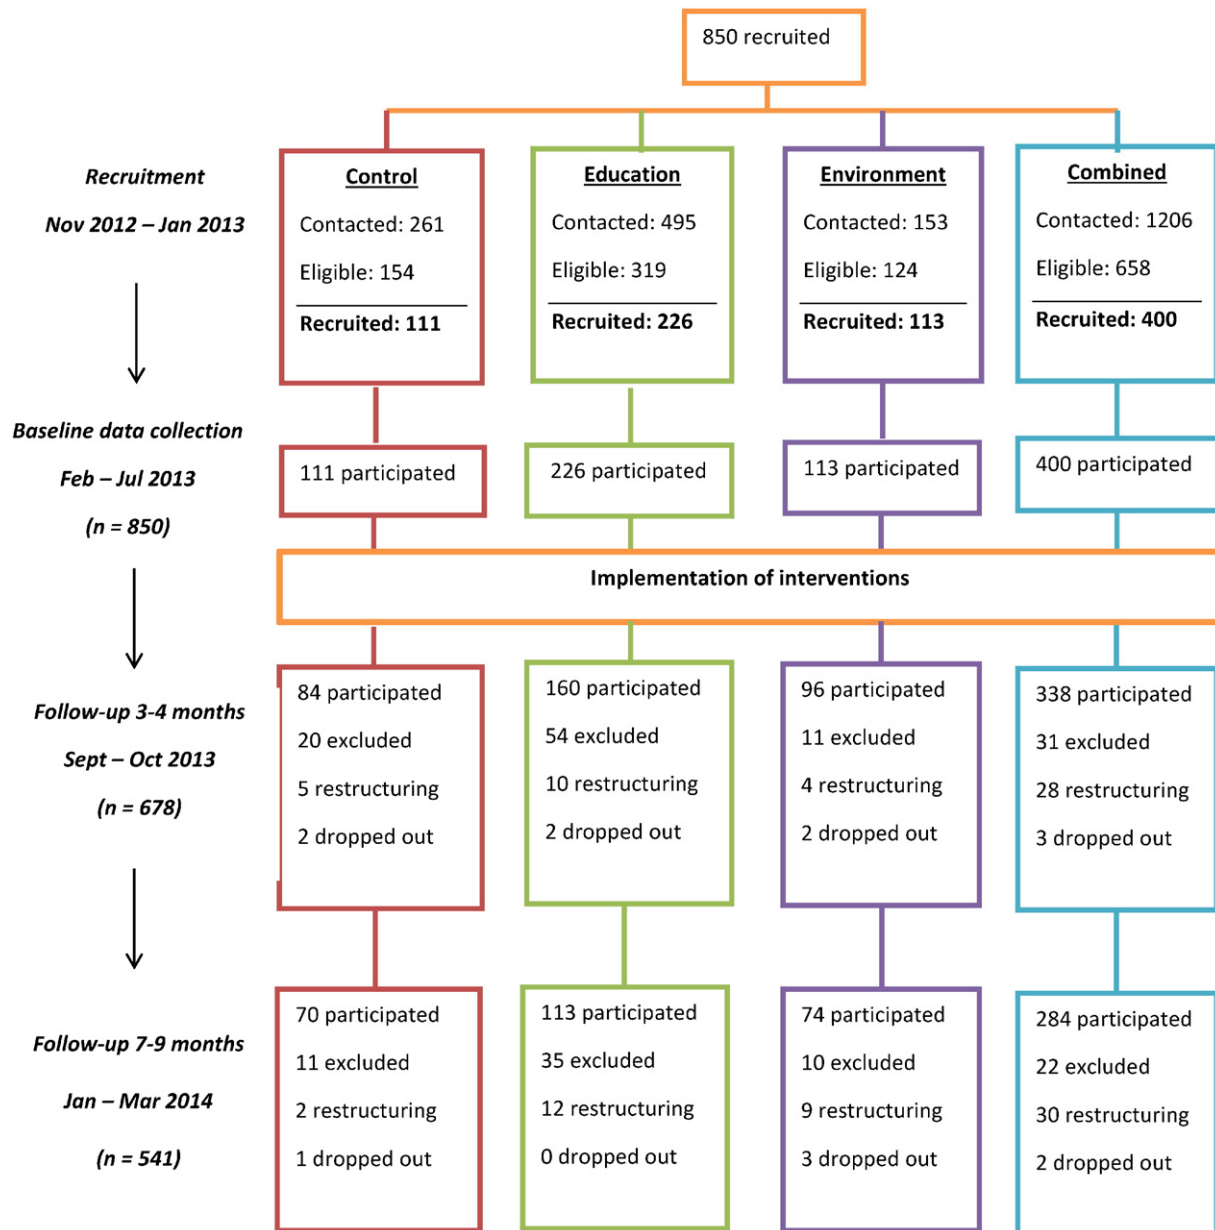 850 recruited
Recruitment
Nov 2012 – Jan 2013
Control
Contacted: 261
Eligible: 154
Recruited: 111
Education
Contacted: 495
Eligible: 319
Recruited: 226
Environment
Contacted: 153
Eligible: 124
Recruited: 113
Combined
Contacted: 1206
Eligible: 658
Recruited: 400
Baseline data collection
Feb – Jul 2013
(n = 850)
111 participated
226 participated
113 participated
400 participated
Implementation of interventions
Follow-up 3-4 months
Sept – Oct 2013
(n = 678)
84 participated
20 excluded
5 restructuring
2 dropped out
160 participated
54 excluded
10 restructuring
2 dropped out
96 participated
11 excluded
4 restructuring
2 dropped out
338 participated
31 excluded
28 restructuring
3 dropped out
Follow-up 7-9 months
Jan – Mar 2014
(n = 541)
70 participated
11 excluded
2 restructuring
1 dropped out
113 participated
35 excluded
12 restructuring
0 dropped out
74 participated
10 excluded
9 restructuring
3 dropped out
284 participated
22 excluded
30 restructuring
2 dropped out